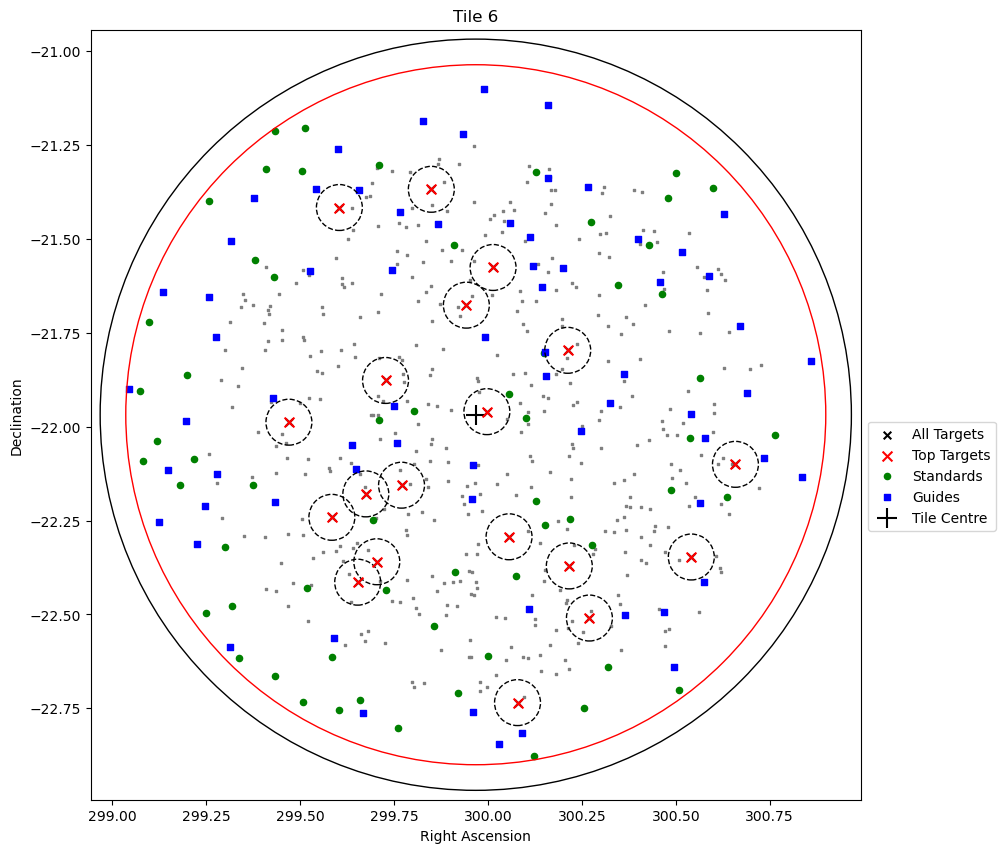 Tile 6
−21.00
−21.25
−21.50
−21.75
−22.00
−22.25
−22.50
−22.75
Declination
299.00 299.25 299.50 299.75 300.00 300.25 300.50 300.75
Right Ascension
All Targets
Top Targets
Standards
Guides
Tile Centre